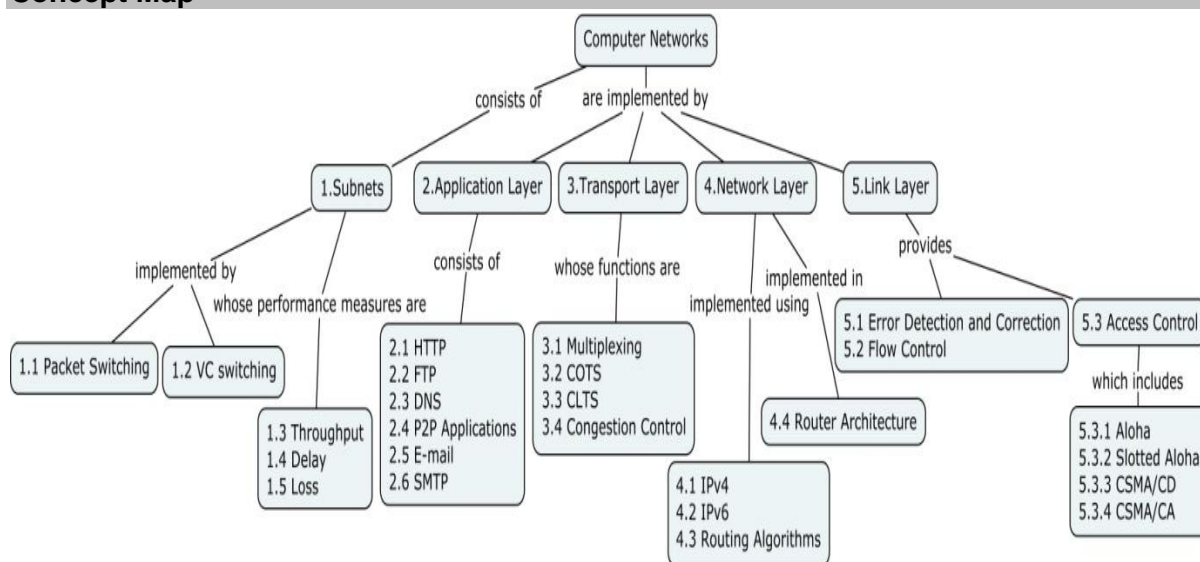 Concept Map
Computer Networks
consists of
are implemented by
1.Subnets
2.Application Layer
3.Transport Layer
4.Network Layer
5.Link Layer
implemented by
whose performance measures are
consists of
whose functions are
implemented using
implemented in
provides
1.1 Packet Switching
1.2 VC switching
1.3 Throughput
1.4 Delay
1.5 Loss
2.1 HTTP
2.2 FTP
2.3 DNS
2.4 P2P Applications
2.5 E-mail
2.6 SMTP
3.1 Multiplexing
3.2 COTS
3.3 CLTS
3.4 Congestion Control
4.1 IPv4
4.2 IPv6
4.3 Routing Algorithms
4.4 Router Architecture
5.1 Error Detection and Correction
5.2 Flow Control
5.3 Access Control
which includes
5.3.1 Aloha
5.3.2 Slotted Aloha
5.3.3 CSMA/CD
5.3.4 CSMA/CA